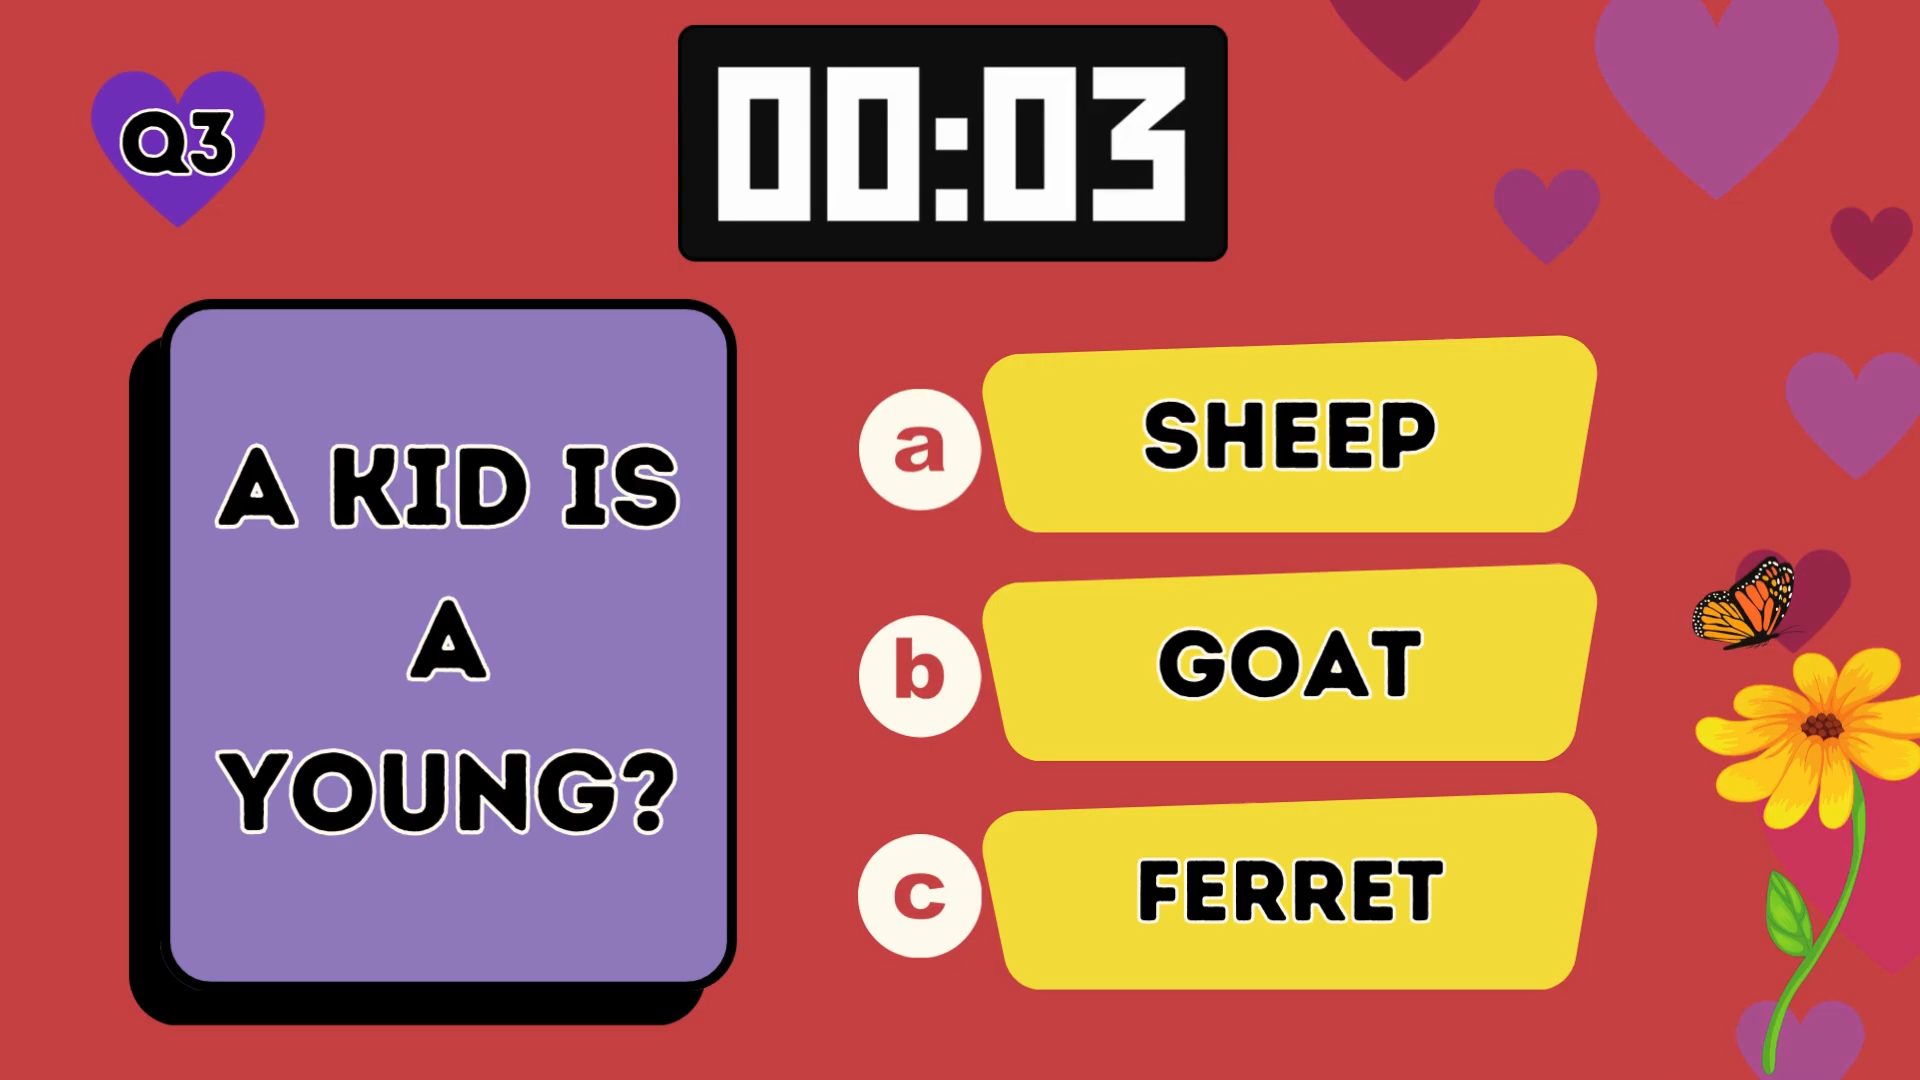 Q3
00:03
A KID IS
A
YOUNG?
a
SHEEP
b
GOAT
c
FERRET